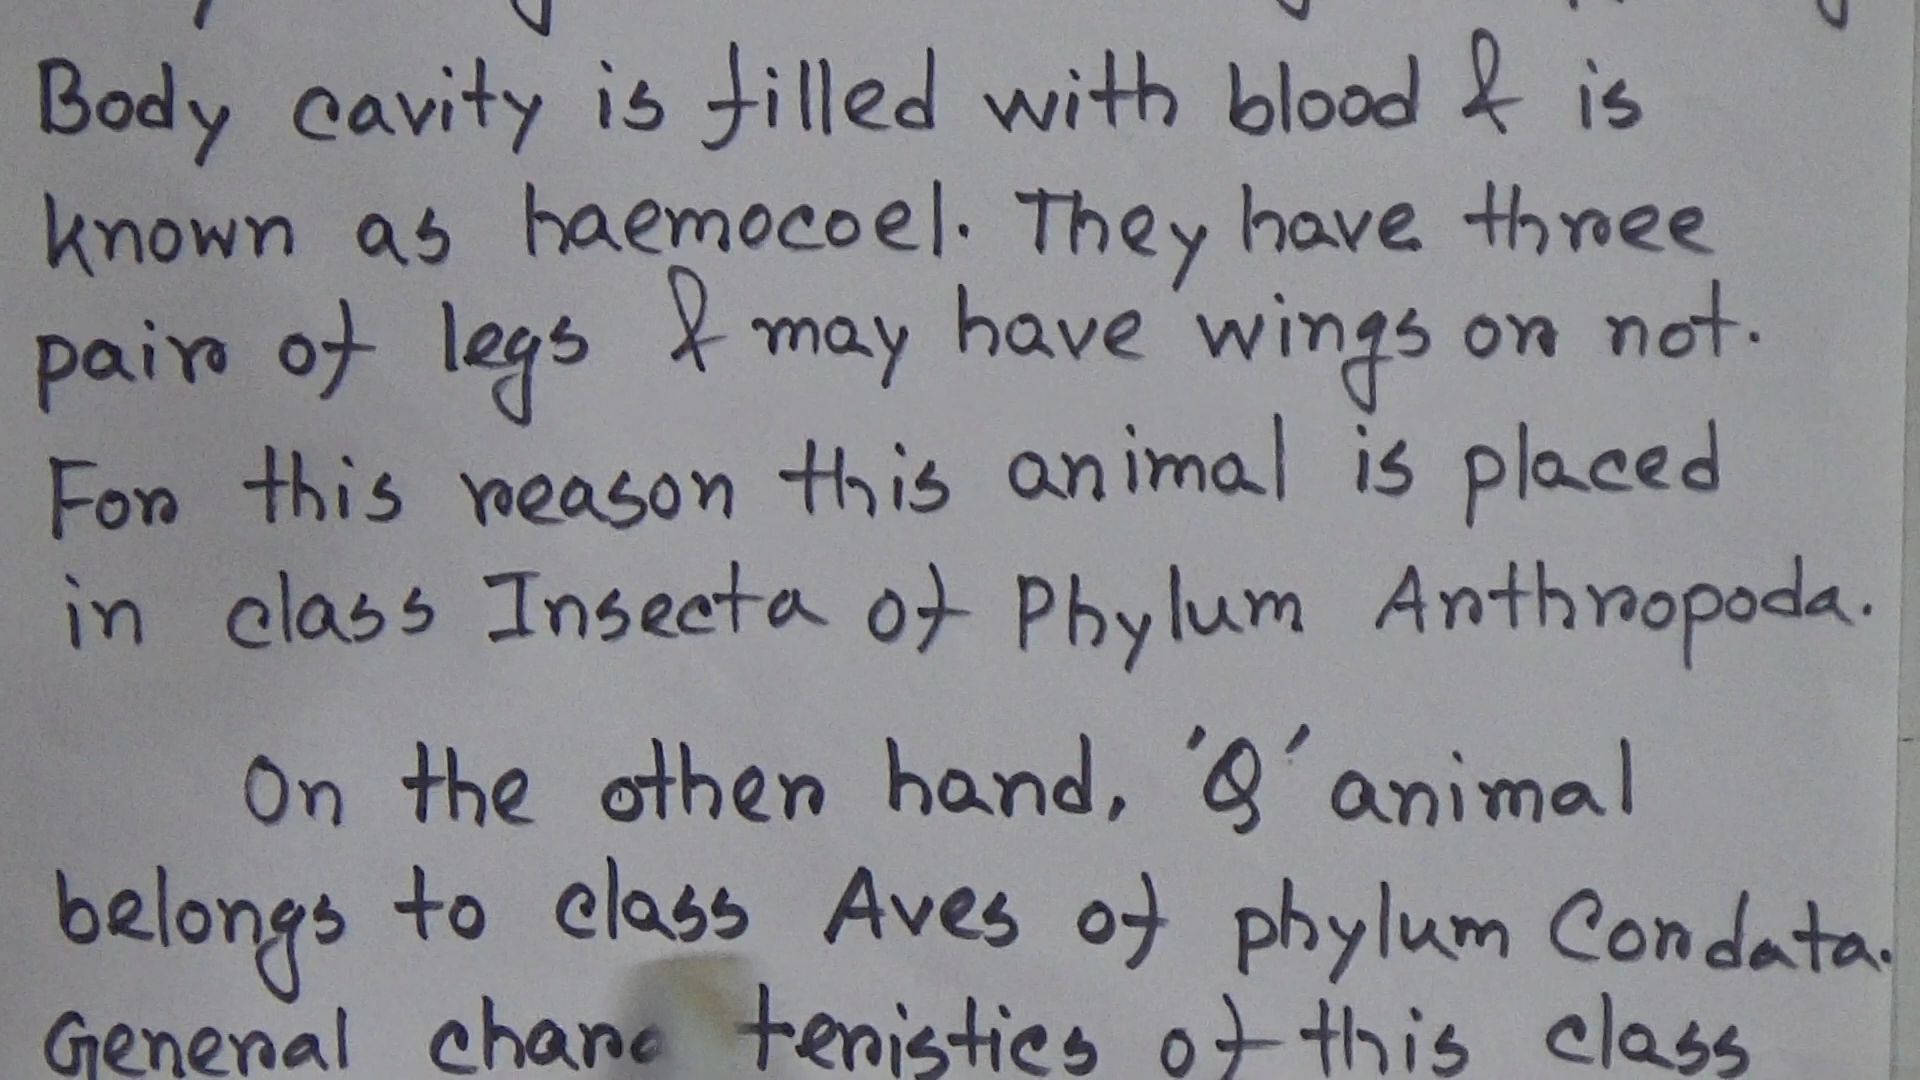 Body cavity is filled with blood & is
known as haemocoel. They have three
pair of legs & may have wings or not.
For this reason this animal is placed
in class Insecta of Phylum Arthropoda.
On the other hand, 'Q' animal
belongs to class Aves of phylum Cordata.
General teristics of this class